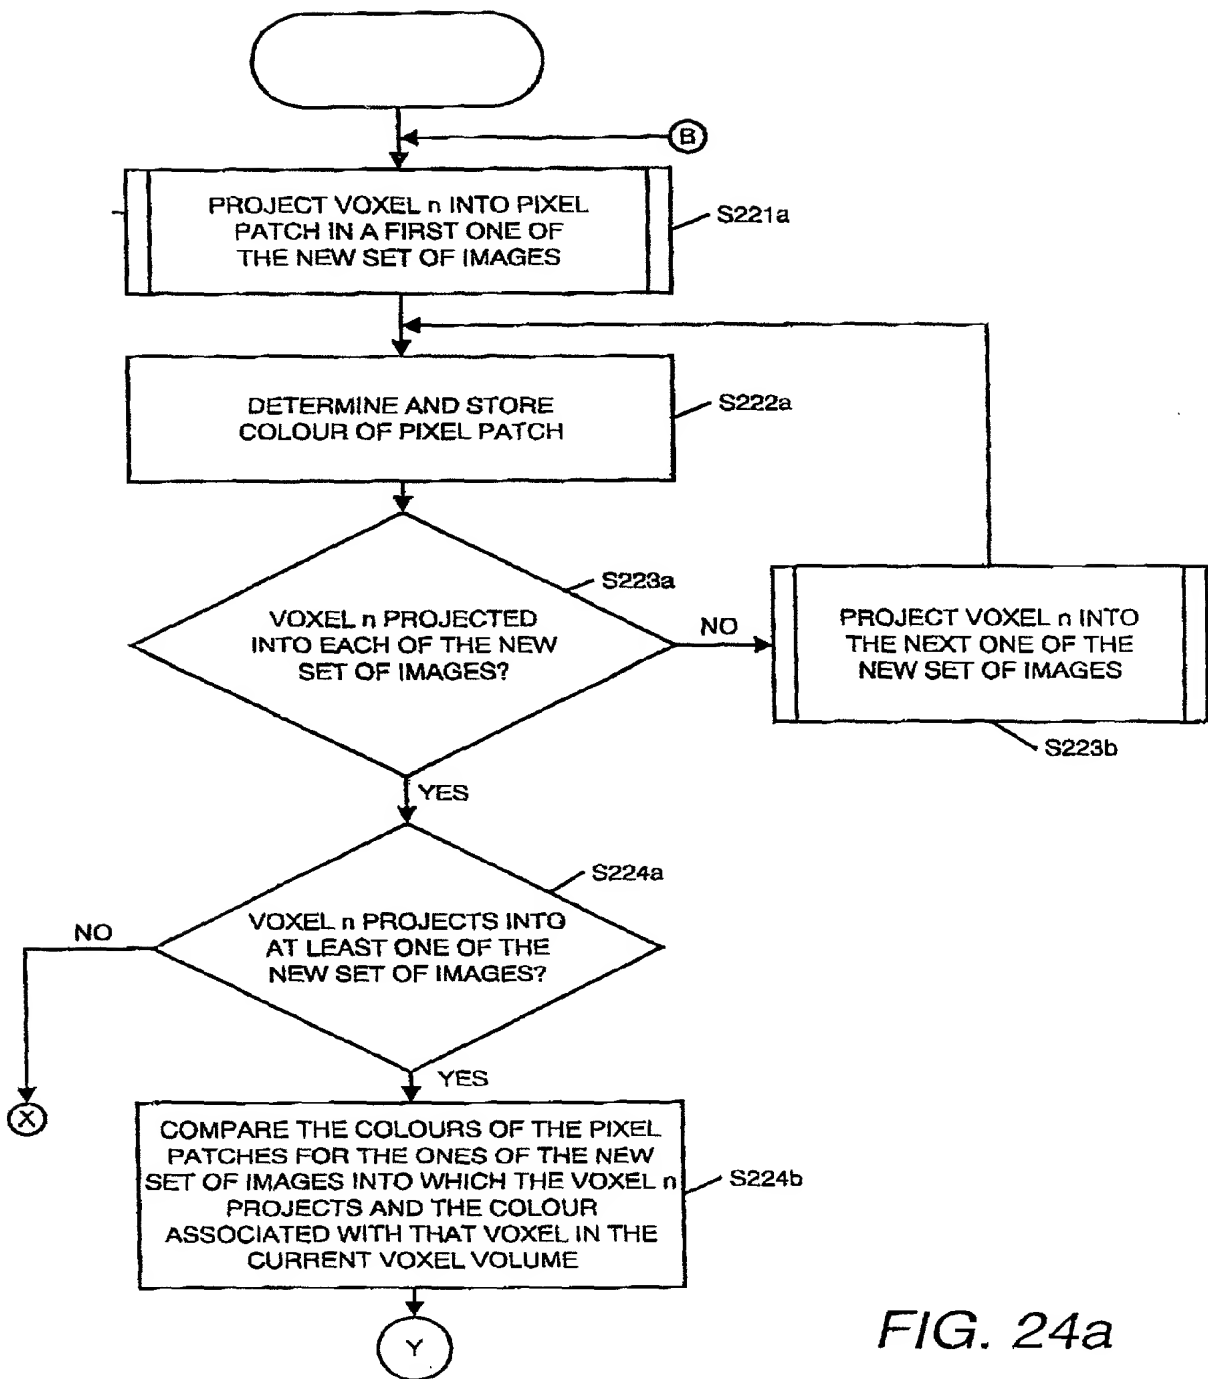 B
PROJECT VOXEL n INTO PIXEL
PATCH IN A FIRST ONE OF
THE NEW SET OF IMAGES
S221a
DETERMINE AND STORE
COLOUR OF PIXEL PATCH
S222a
S223a
VOXEL n PROJECTED
INTO EACH OF THE NEW
SET OF IMAGES?
NO
PROJECT VOXEL n INTO
THE NEXT ONE OF THE
NEW SET OF IMAGES
S223b
YES
S224a
VOXEL n PROJECTS INTO
AT LEAST ONE OF THE
NEW SET OF IMAGES?
NO
X
YES
COMPARE THE COLOURS OF THE PIXEL
PATCHES FOR THE ONES OF THE NEW
SET OF IMAGES INTO WHICH THE VOXEL n
PROJECTS AND THE COLOUR
ASSOCIATED WITH THAT VOXEL IN THE
CURRENT VOXEL VOLUME
S224b
Y
FIG. 24a